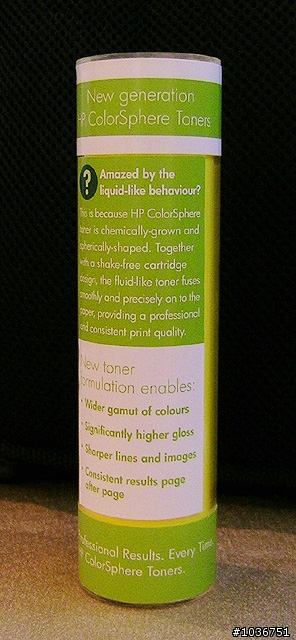 New generation
HP ColorSphere Toners
?
Amazed by the
liquid-like behaviour?
This is because HP ColorSphere
toner is chemically-grown and
spherically-shaped. Together
with a shake-free cartridge
design, the fluid-like toner fuses
smoothly and precisely on to the
paper, providing a professional
and consistent print quality.
New toner
formulation enables:
• Wider gamut of colours
• Significantly higher gloss
• Sharper lines and images
• Consistent results page
after page
Professional Results. Every Time
ColorSphere Toners.
#1036751